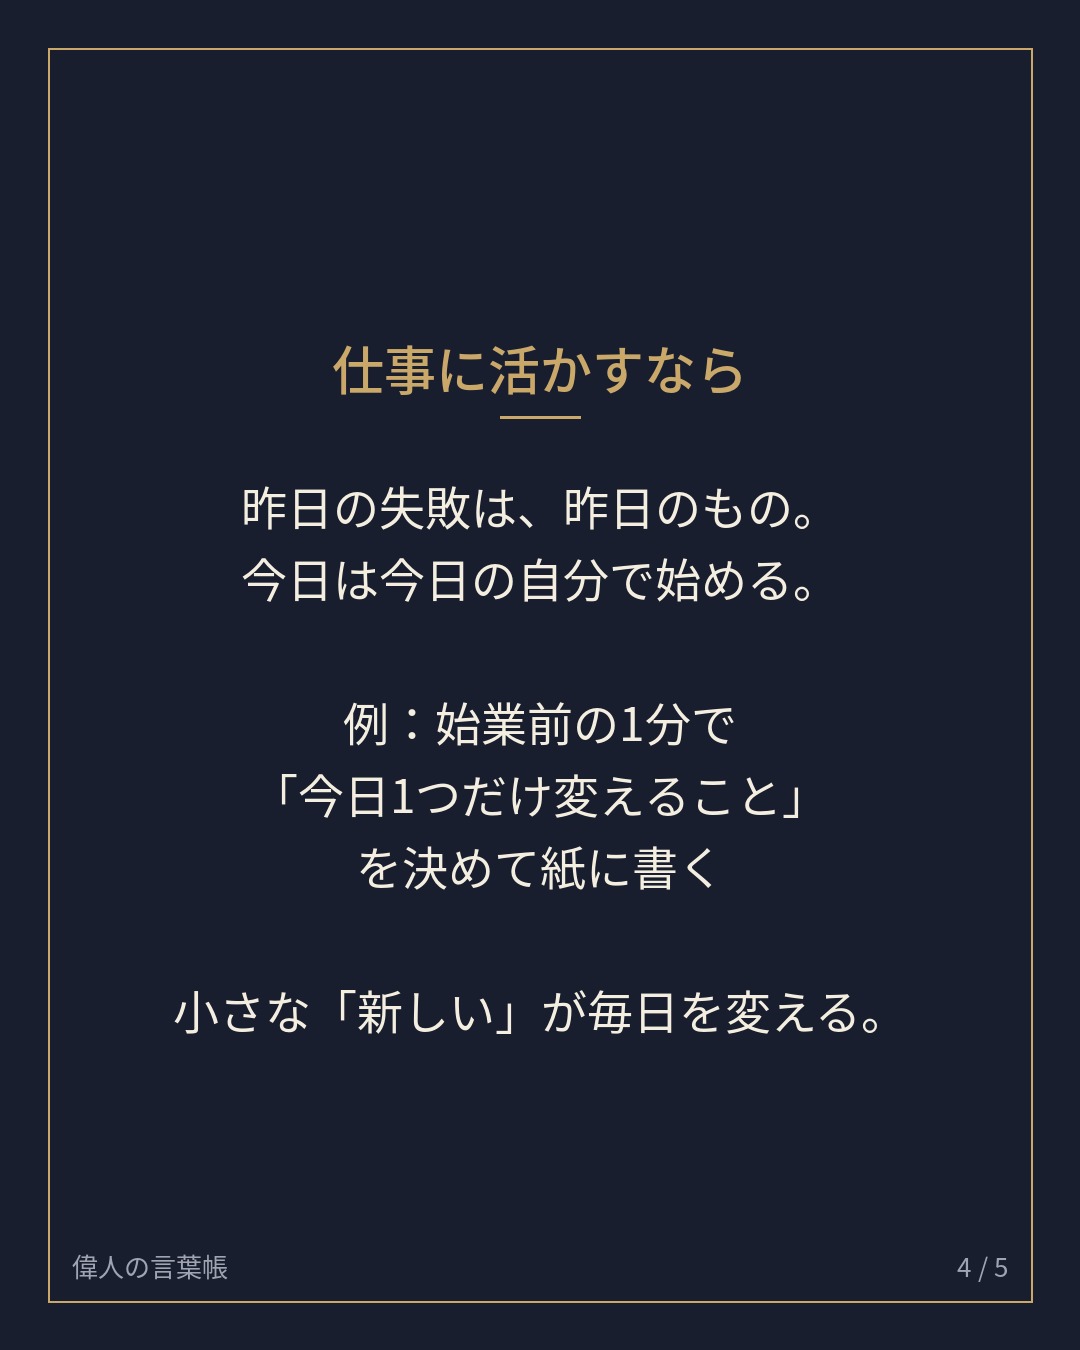 仕事に活かすなら
昨日の失敗は、昨日のもの。
今日は今日の自分で始める。
例：始業前の1分で
「今日1つだけ変えること」
を決めて紙に書く
小さな「新しい」が毎日を変える。
偉人の言葉帳
4 / 5